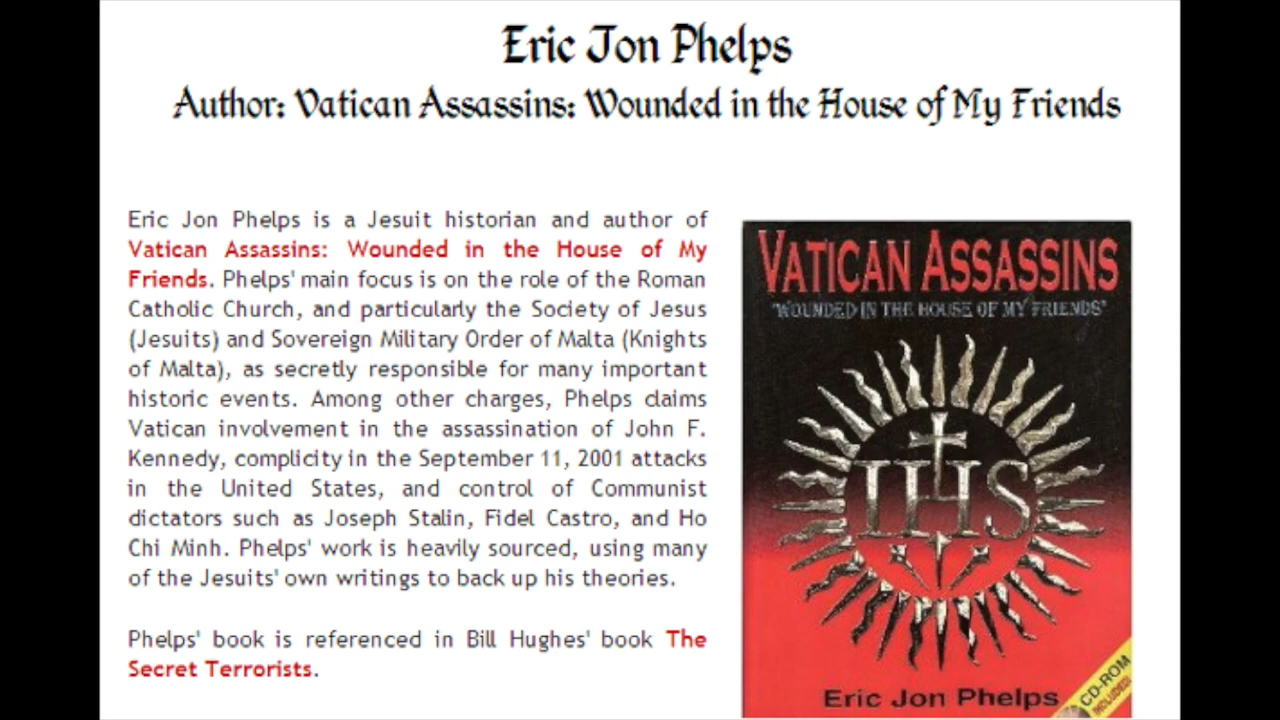 Eric Jon Phelps
Author: Vatican Assassins: Wounded in the House of My Friends
Eric Jon Phelps is a Jesuit historian and author of
Vatican Assassins: Wounded in the House of My
Friends. Phelps' main focus is on the role of the Roman
Catholic Church, and particularly the Society of Jesus
(Jesuits) and Sovereign Military Order of Malta (Knights
of Malta), as secretly responsible for many important
historic events. Among other charges, Phelps claims
Vatican involvement in the assassination of John F.
Kennedy, complicity in the September 11, 2001 attacks
in the United States, and control of Communist
dictators such as Joseph Stalin, Fidel Castro, and Ho
Chi Minh. Phelps' work is heavily sourced, using many
of the Jesuits' own writings to back up his theories.
Phelps' book is referenced in Bill Hughes' book The
Secret Terrorists.
VATICAN ASSASSINS
"WOUNDED IN THE HOUSE OF MY FRIENDS"
IHS
Eric Jon Phelps
CD-ROM
INCLUDED!